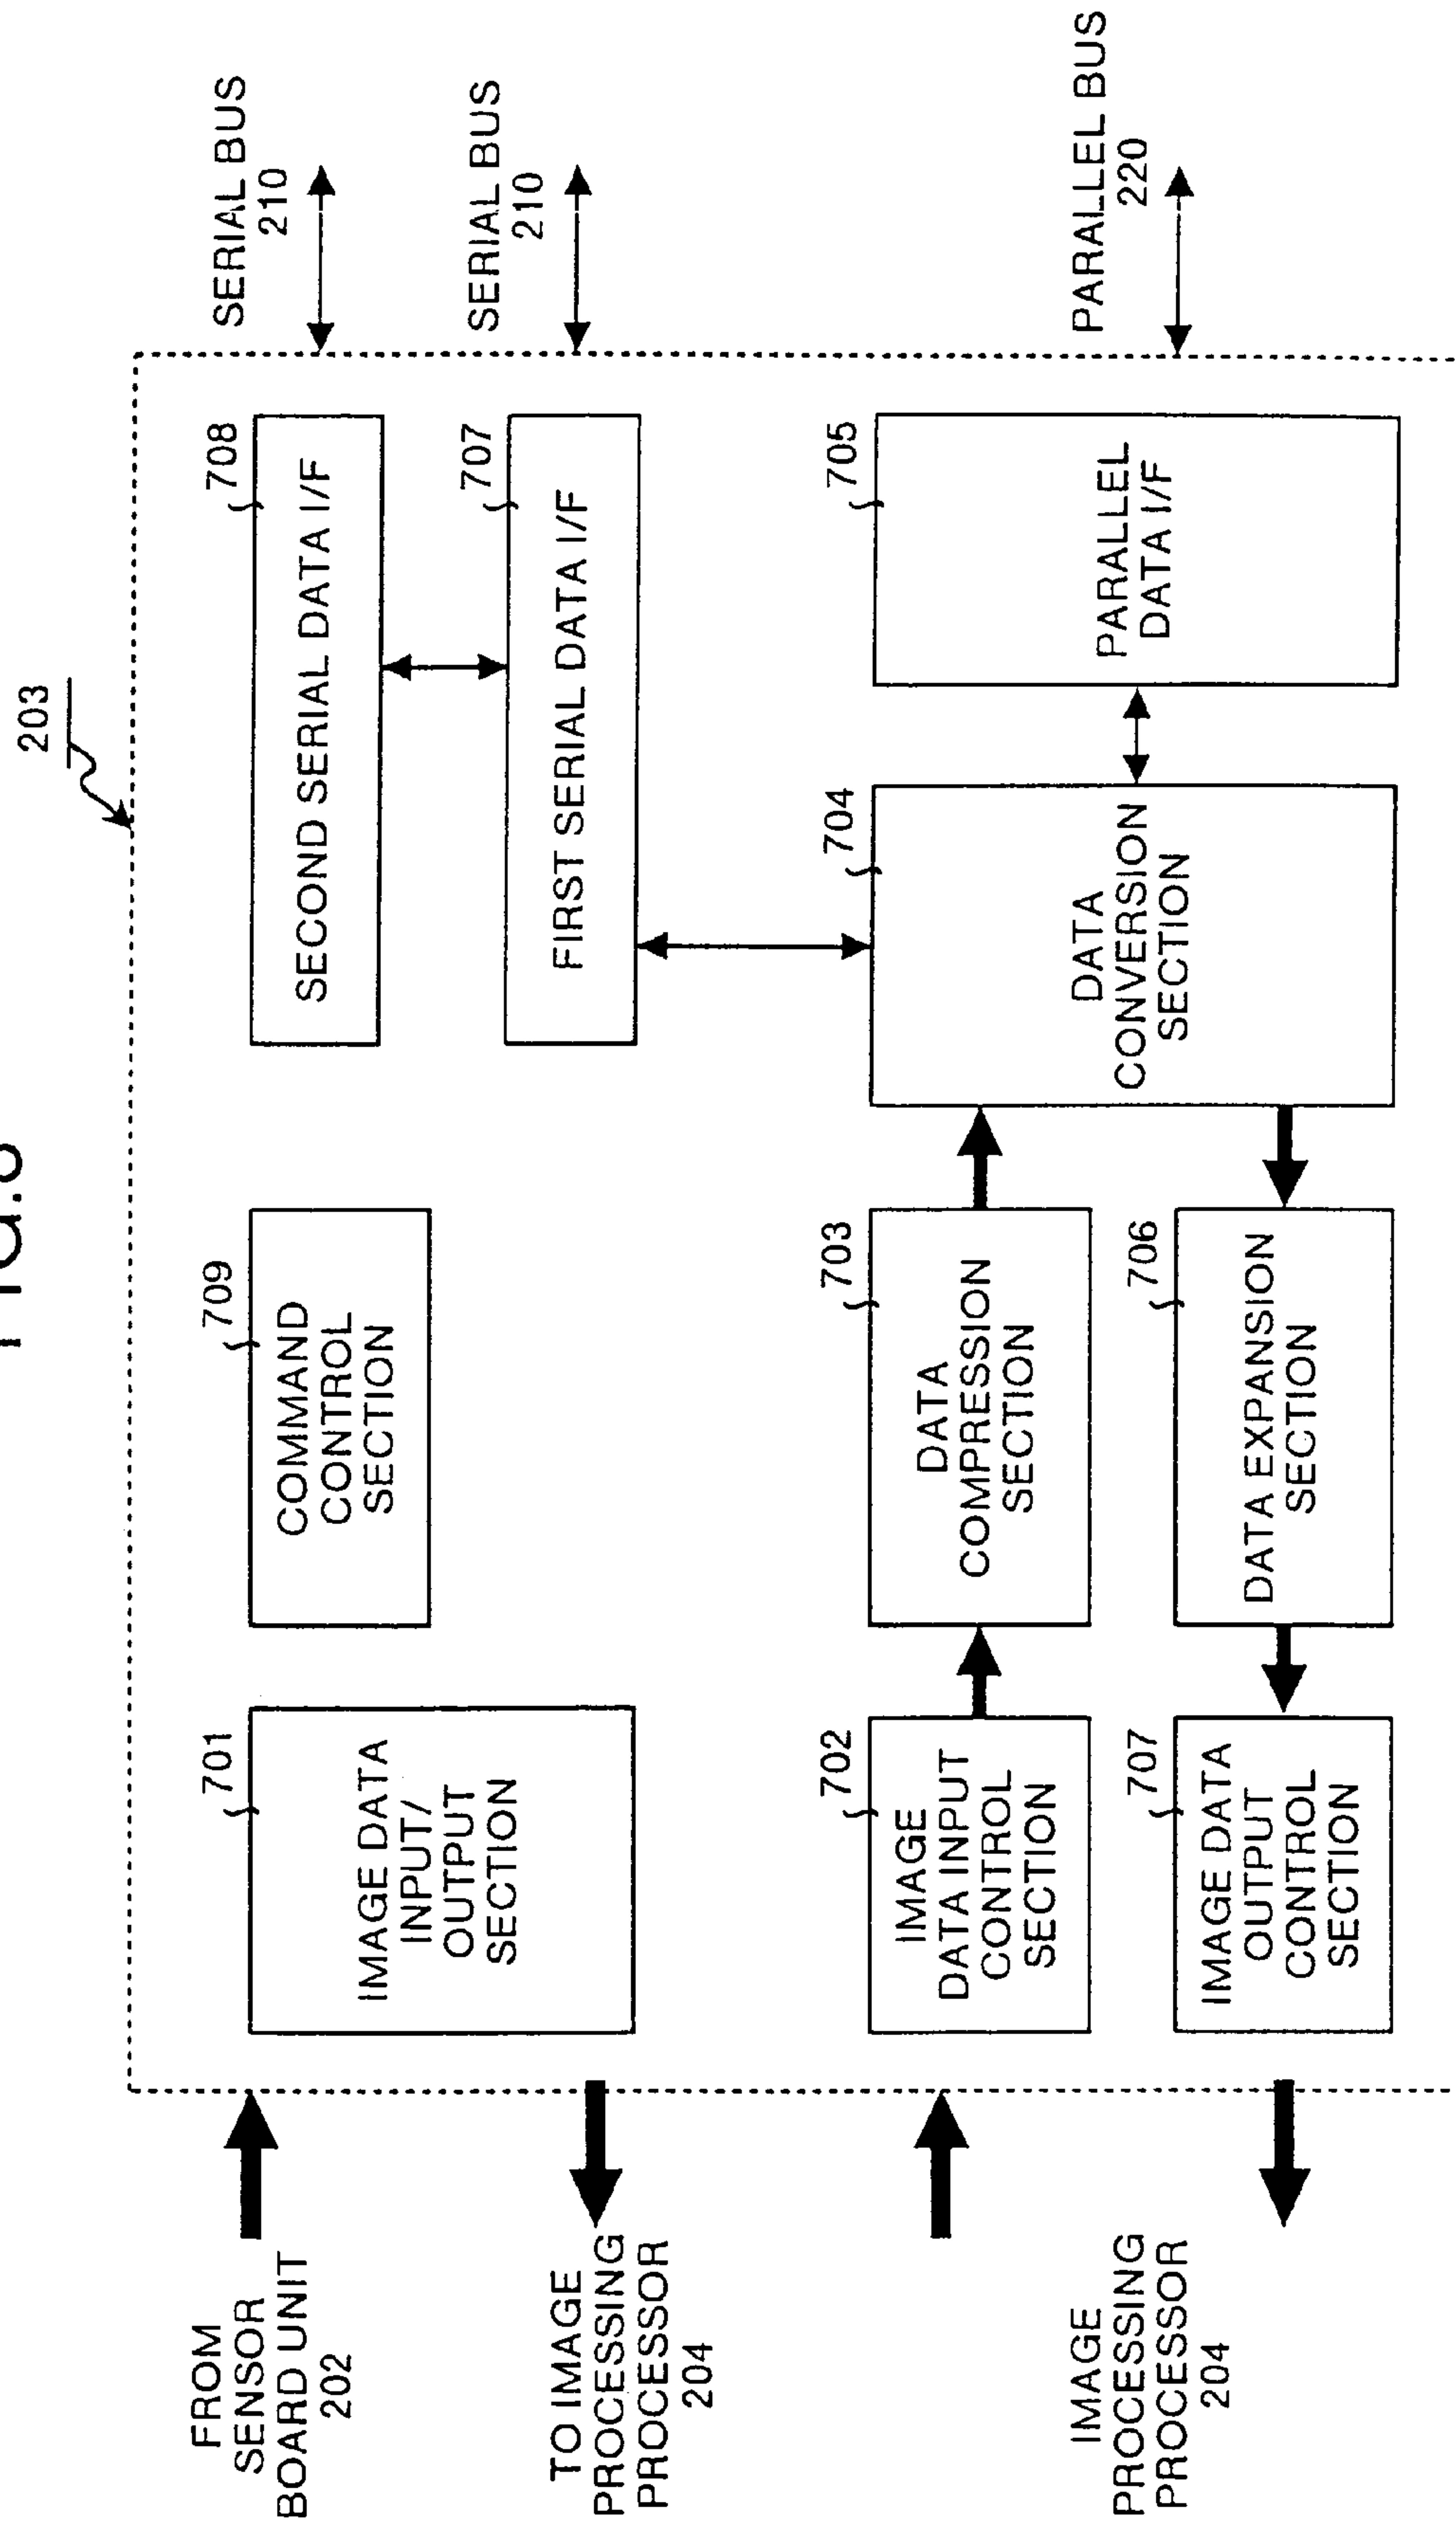 203
FROM
SENSOR
BOARD UNIT
202
701
IMAGE DATA
INPUT/
OUTPUT
SECTION
709
COMMAND
CONTROL
SECTION
708
SECOND SERIAL DATA I/F
SERIAL BUS
210
TO IMAGE
PROCESSING
PROCESSOR
204
707
FIRST SERIAL DATA I/F
SERIAL BUS
210
IMAGE
PROCESSING
PROCESSOR
204
702
IMAGE
DATA INPUT
CONTROL
SECTION
703
DATA
COMPRESSION
SECTION
704
DATA
CONVERSION
SECTION
705
PARALLEL
DATA I/F
PARALLEL BUS
220
707
IMAGE DATA
OUTPUT
CONTROL
SECTION
706
DATA EXPANSION
SECTION